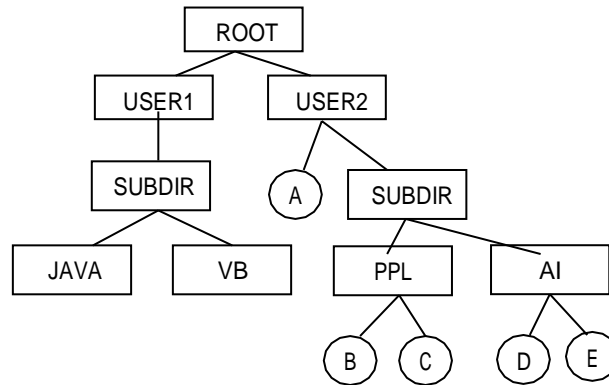 ROOT
USER1 USER2
SUBDIR A SUBDIR
JAVA VB PPL AI
B C D E